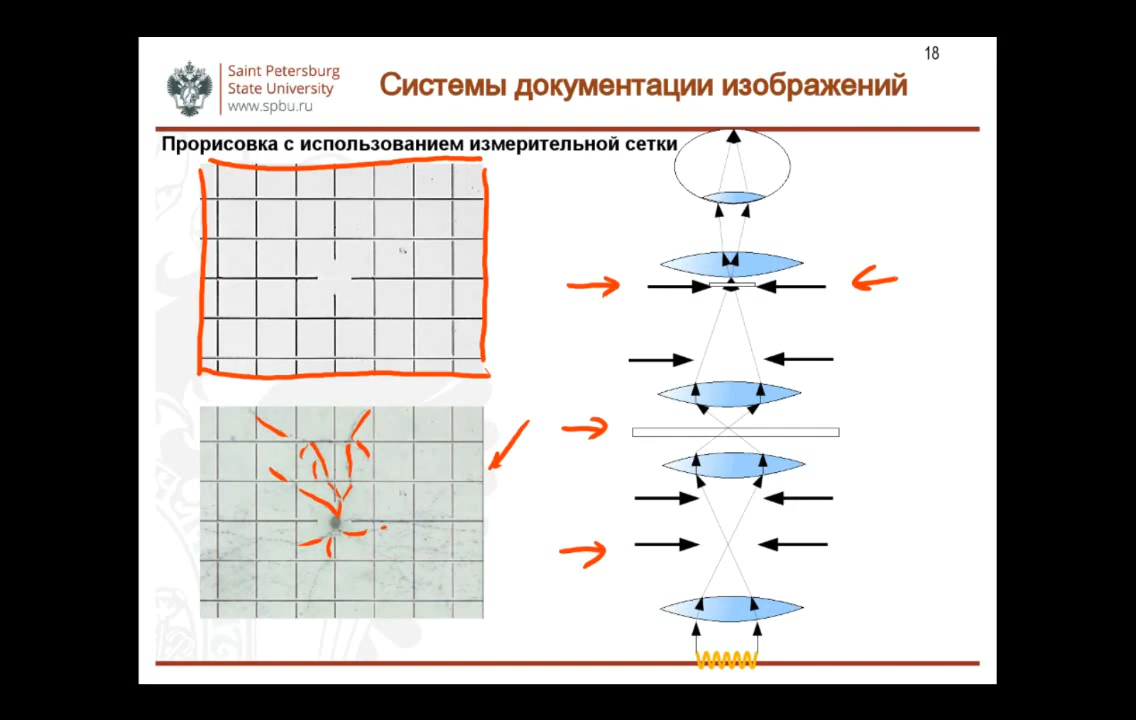 18
Saint Petersburg
State University
www.spbu.ru
Системы документации изображений
Прорисовка с использованием измерительной сетки